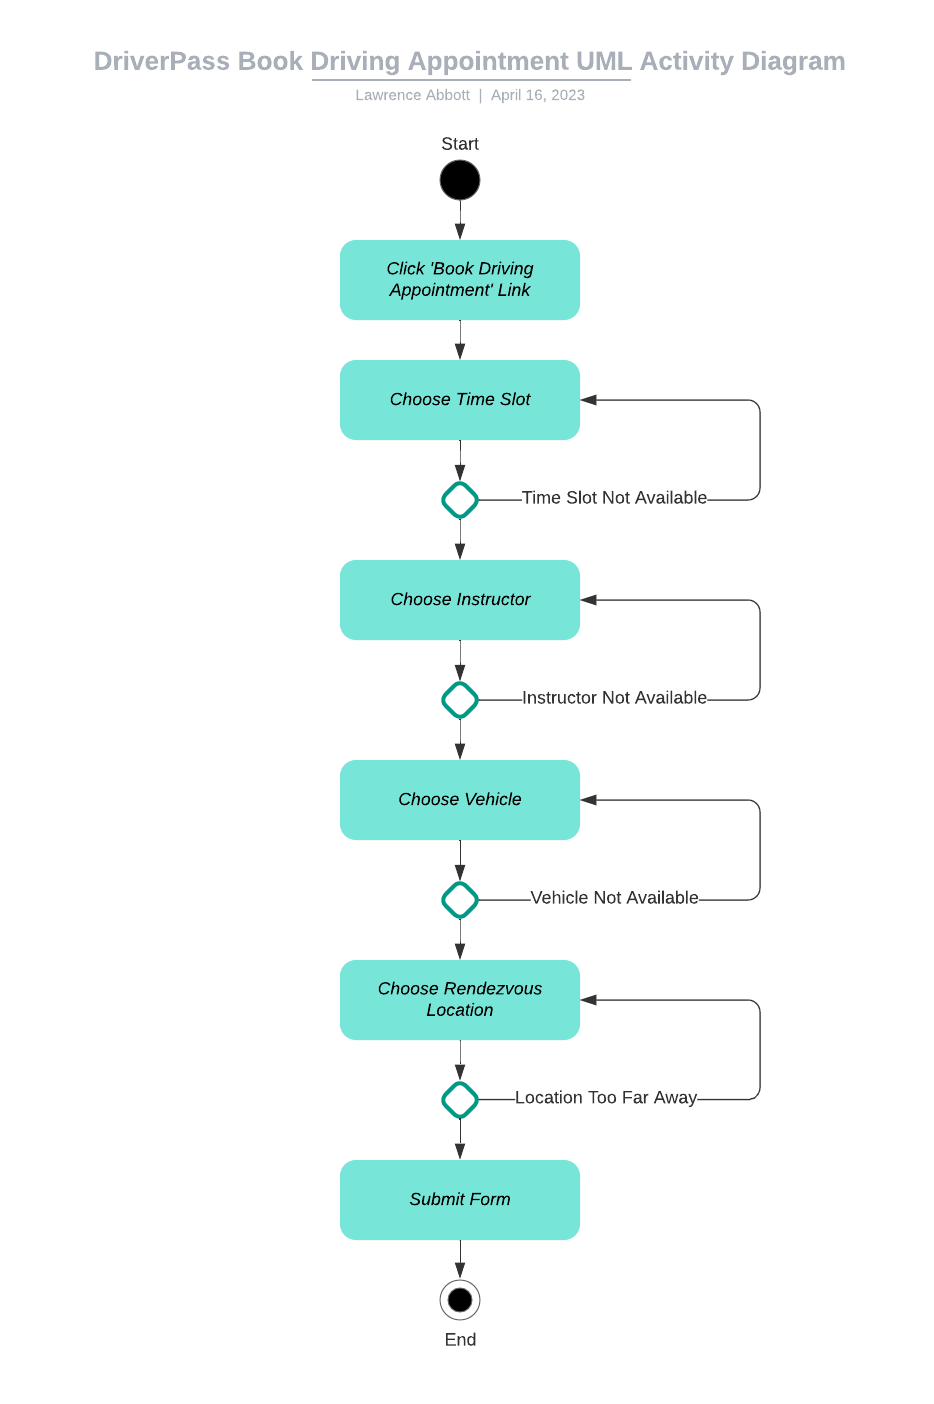 DriverPass Book Driving Appointment UML Activity Diagram
Lawrence Abbott | April 16, 2023
Start
Click 'Book Driving
Appointment' Link
Choose Time Slot
Time Slot Not Available
Choose Instructor
Instructor Not Available
Choose Vehicle
Vehicle Not Available
Choose Rendezvous
Location
Location Too Far Away
Submit Form
End